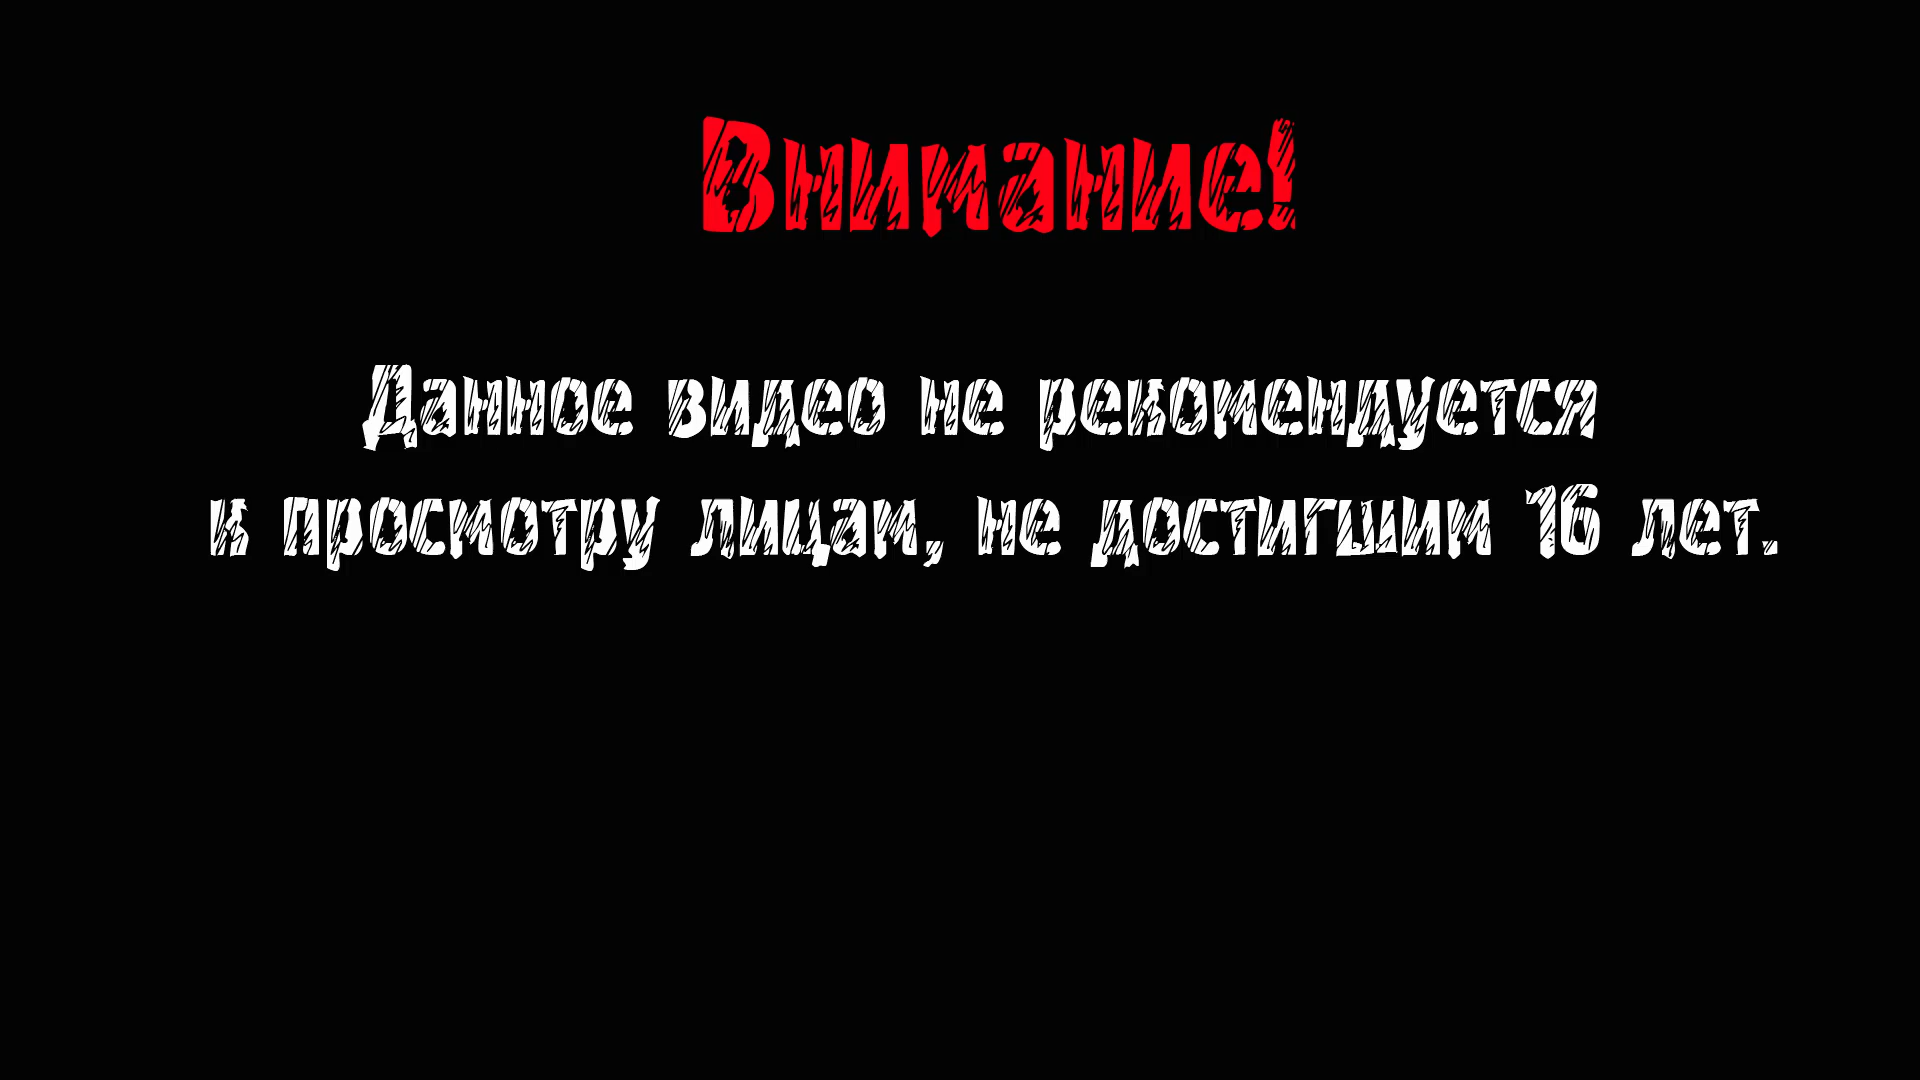 Внимание!
Данное видео не рекомендуется
к просмотру лицам, не достигшим 16 лет.